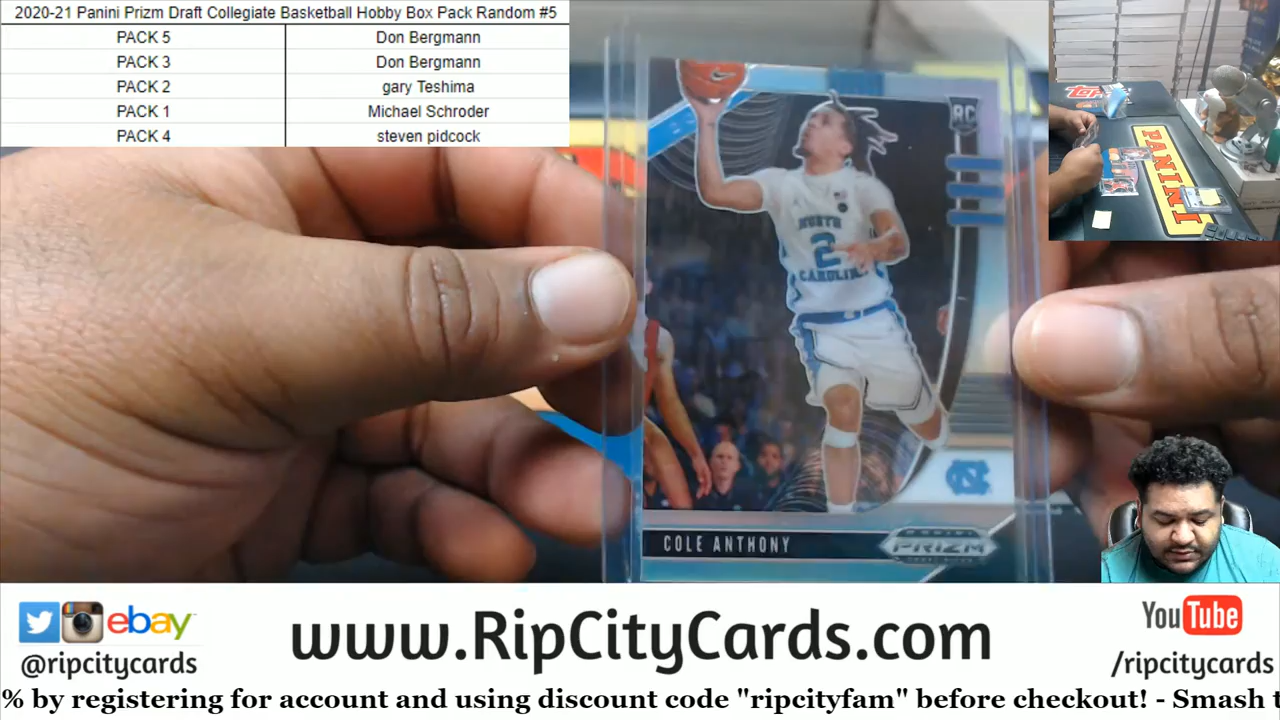 2020-21 Panini Prizm Draft Collegiate Basketball Hobby Box Pack Random #5
PACK 5 Don Bergmann
PACK 3 Don Bergmann
PACK 2 gary Teshima
PACK 1 Michael Schroder
PACK 4 steven pidcock
RC
NORTH
2
CAROLINA
COLE ANTHONY
PANINI
PRIZM
PANINI
ebay
@ripcitycards
www.RipCityCards.com
YouTube
/ripcitycards
% by registering for account and using discount code "ripcityfam" before checkout! - Smash t